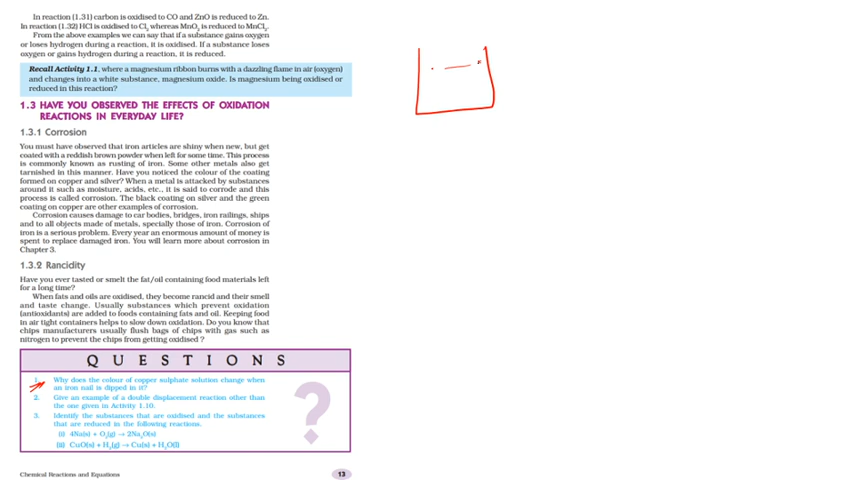 In reaction (1.31) carbon is oxidised to CO and ZnO is reduced to Zn.
In reaction (1.32) HCl is oxidised to Cl₂ whereas MnO₂ is reduced to MnCl₂.
From the above examples we can say that if a substance gains oxygen
or loses hydrogen during a reaction, it is oxidised. If a substance loses
oxygen or gains hydrogen during a reaction, it is reduced.
Recall Activity 1.1, where a magnesium ribbon burns with a dazzling flame in air (oxygen)
and changes into a white substance, magnesium oxide. Is magnesium being oxidised or
reduced in this reaction?
1.3 HAVE YOU OBSERVED THE EFFECTS OF OXIDATION
REACTIONS IN EVERYDAY LIFE?
1.3.1 Corrosion
You must have observed that iron articles are shiny when new, but get
coated with a reddish brown powder when left for some time. This process
is commonly known as rusting of iron. Some other metals also get
tarnished in this manner. Have you noticed the colour of the coating
formed on copper and silver? When a metal is attacked by substances
around it such as moisture, acids, etc., it is said to corrode and this
process is called corrosion. The black coating on silver and the green
coating on copper are other examples of corrosion.
Corrosion causes damage to car bodies, bridges, iron railings, ships
and to all objects made of metals, specially those of iron. Corrosion of
iron is a serious problem. Every year an enormous amount of money is
spent to replace damaged iron. You will learn more about corrosion in
Chapter 3.
1.3.2 Rancidity
Have you ever tasted or smelt the fat/oil containing food materials left
for a long time?
When fats and oils are oxidised, they become rancid and their smell
and taste change. Usually substances which prevent oxidation
(antioxidants) are added to foods containing fats and oil. Keeping food
in air tight containers helps to slow down oxidation. Do you know that
chips manufacturers usually flush bags of chips with gas such as
nitrogen to prevent the chips from getting oxidised ?
QUESTIONS
1. Why does the colour of copper sulphate solution change when
an iron nail is dipped in it?
2. Give an example of a double displacement reaction other than
the one given in Activity 1.10.
3. Identify the substances that are oxidised and the substances
that are reduced in the following reactions.
(i) 4Na(s) + O₂(g) → 2Na₂O(s)
(ii) CuO(s) + H₂(g) → Cu(s) + H₂O(l)
?
Chemical Reactions and Equations 13